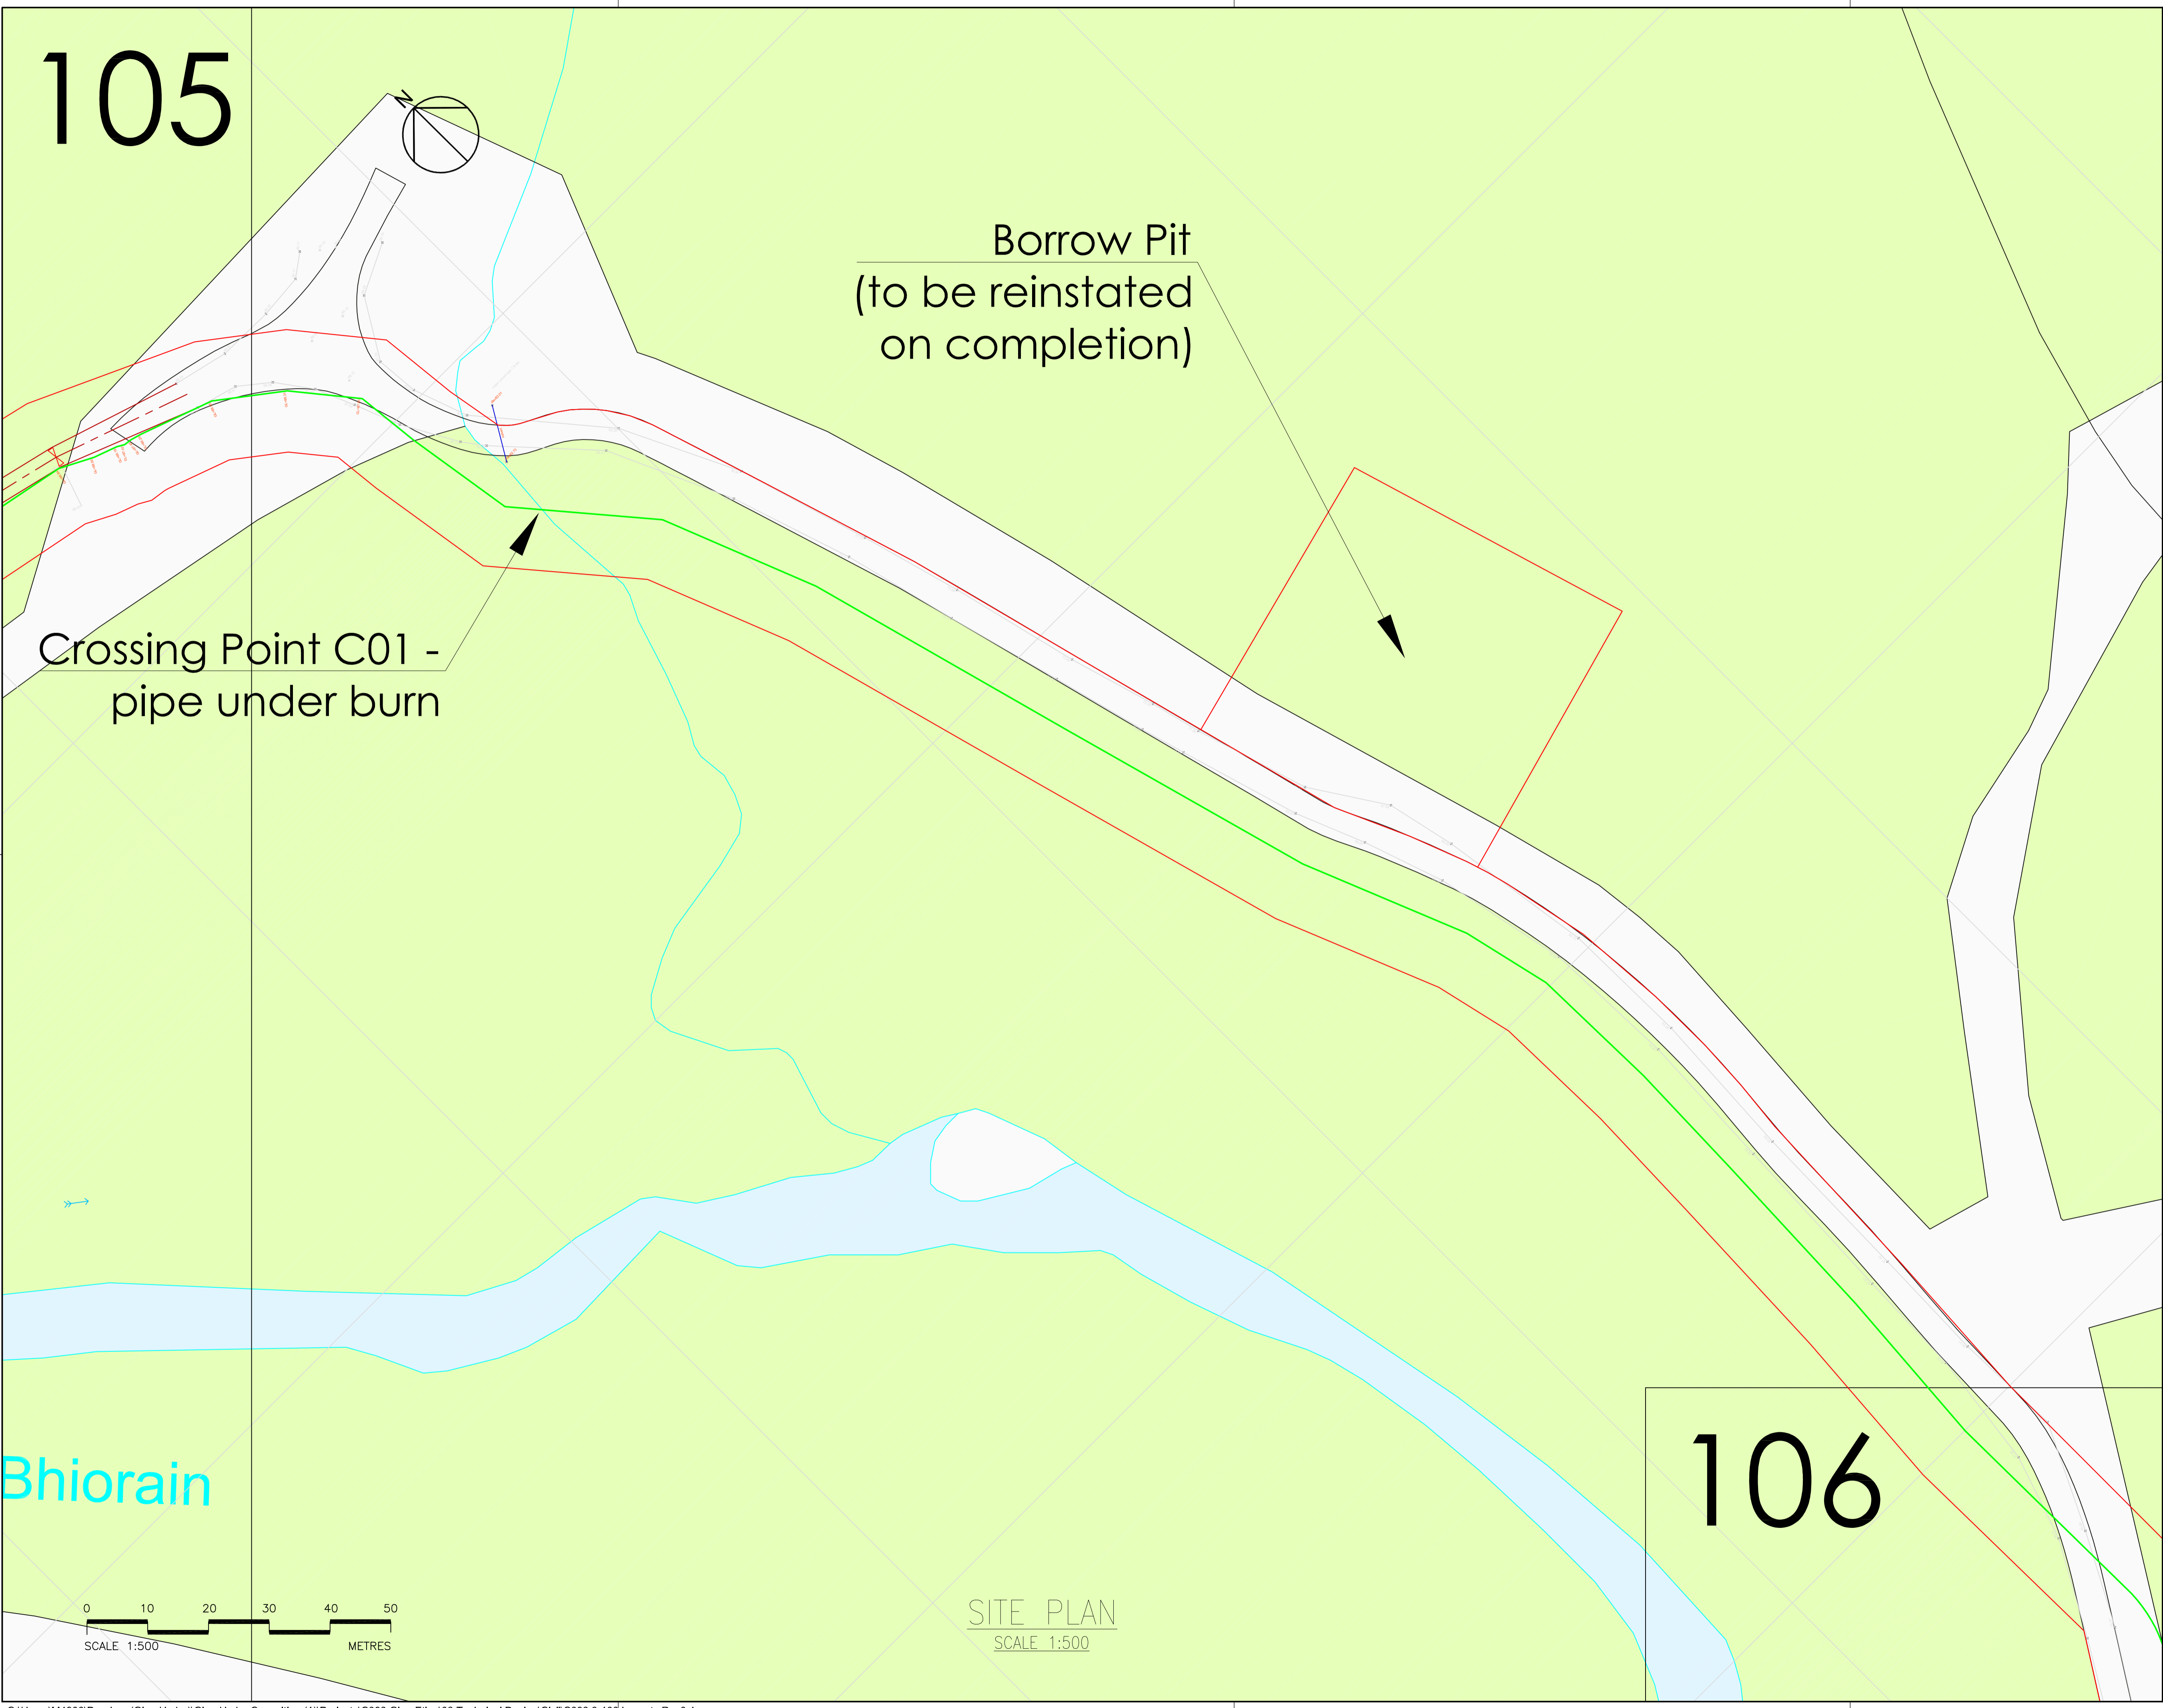 105
N
Borrow Pit
(to be reinstated
on completion)
Crossing Point C01 -
pipe under burn
106
Bhiorain
0 10 20 30 40 50
SCALE 1:500 METRES
SITE PLAN
SCALE 1:500